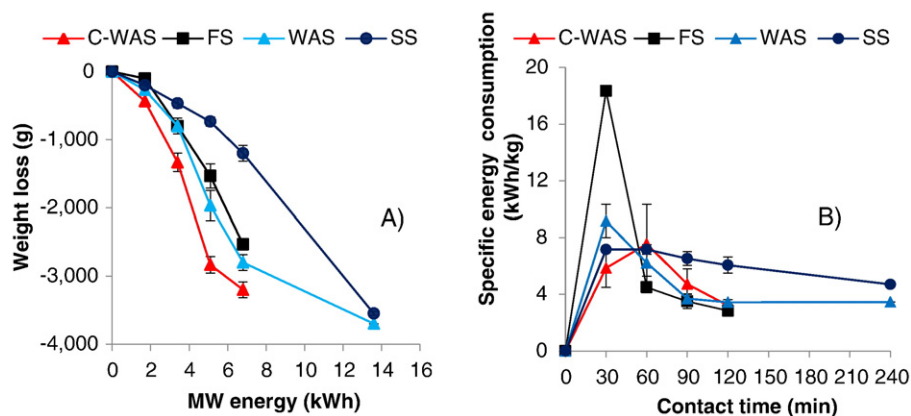 C-WAS FS WAS SS
0
-1,000
-2,000
-3,000
-4,000
Weight loss (g)
A)
0 2 4 6 8 10 12 14 16
MW energy (kWh)
C-WAS FS WAS SS
Specific energy consumption
(kWh/kg)
20
16
12
8
4
0
B)
0 30 60 90 120 150 180 210 240
Contact time (min)